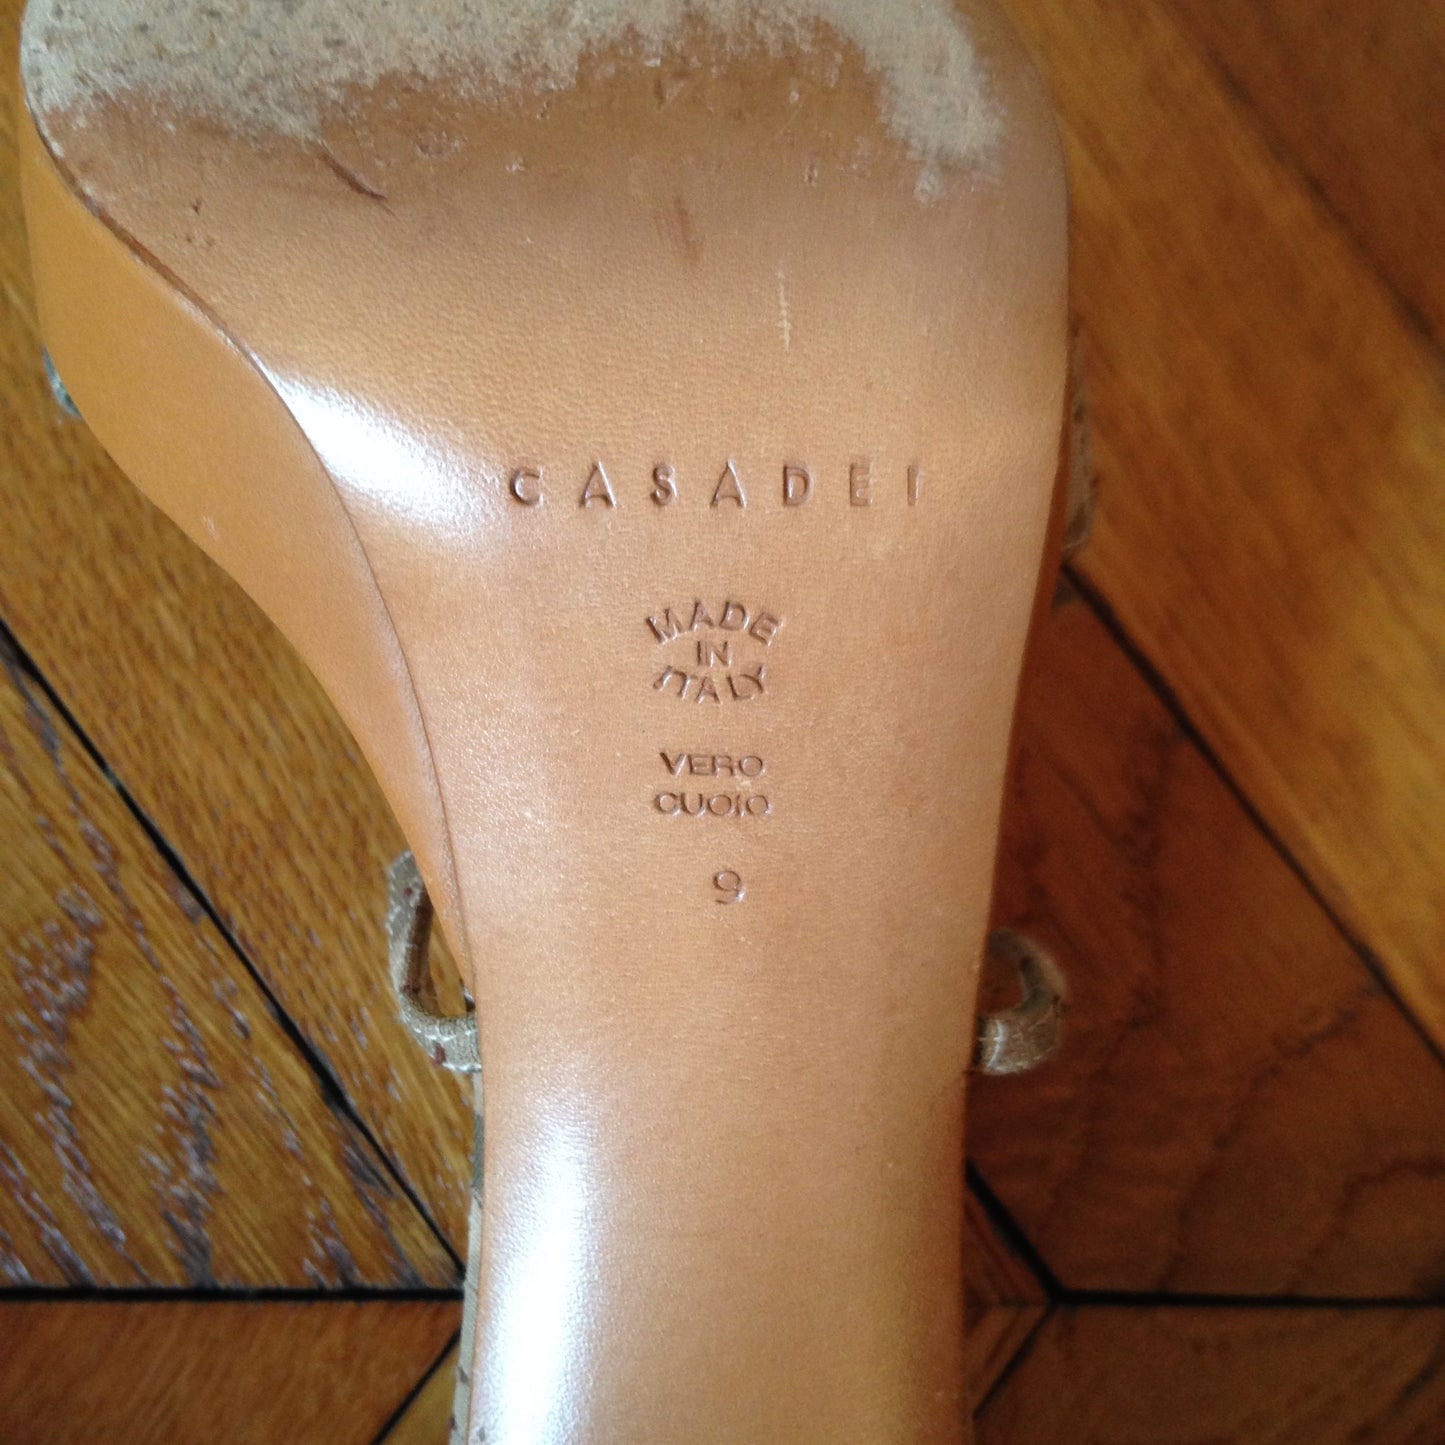 CASADEI
MADE
IN
ITALY
VERO
CUOIO
9